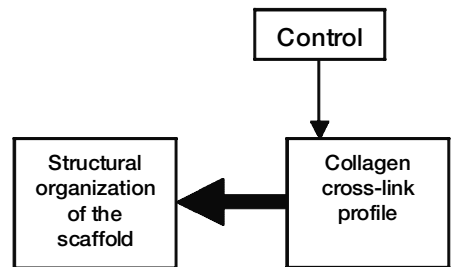 Control
Structural
organization
of the
scaffold
Collagen
cross-link
profile